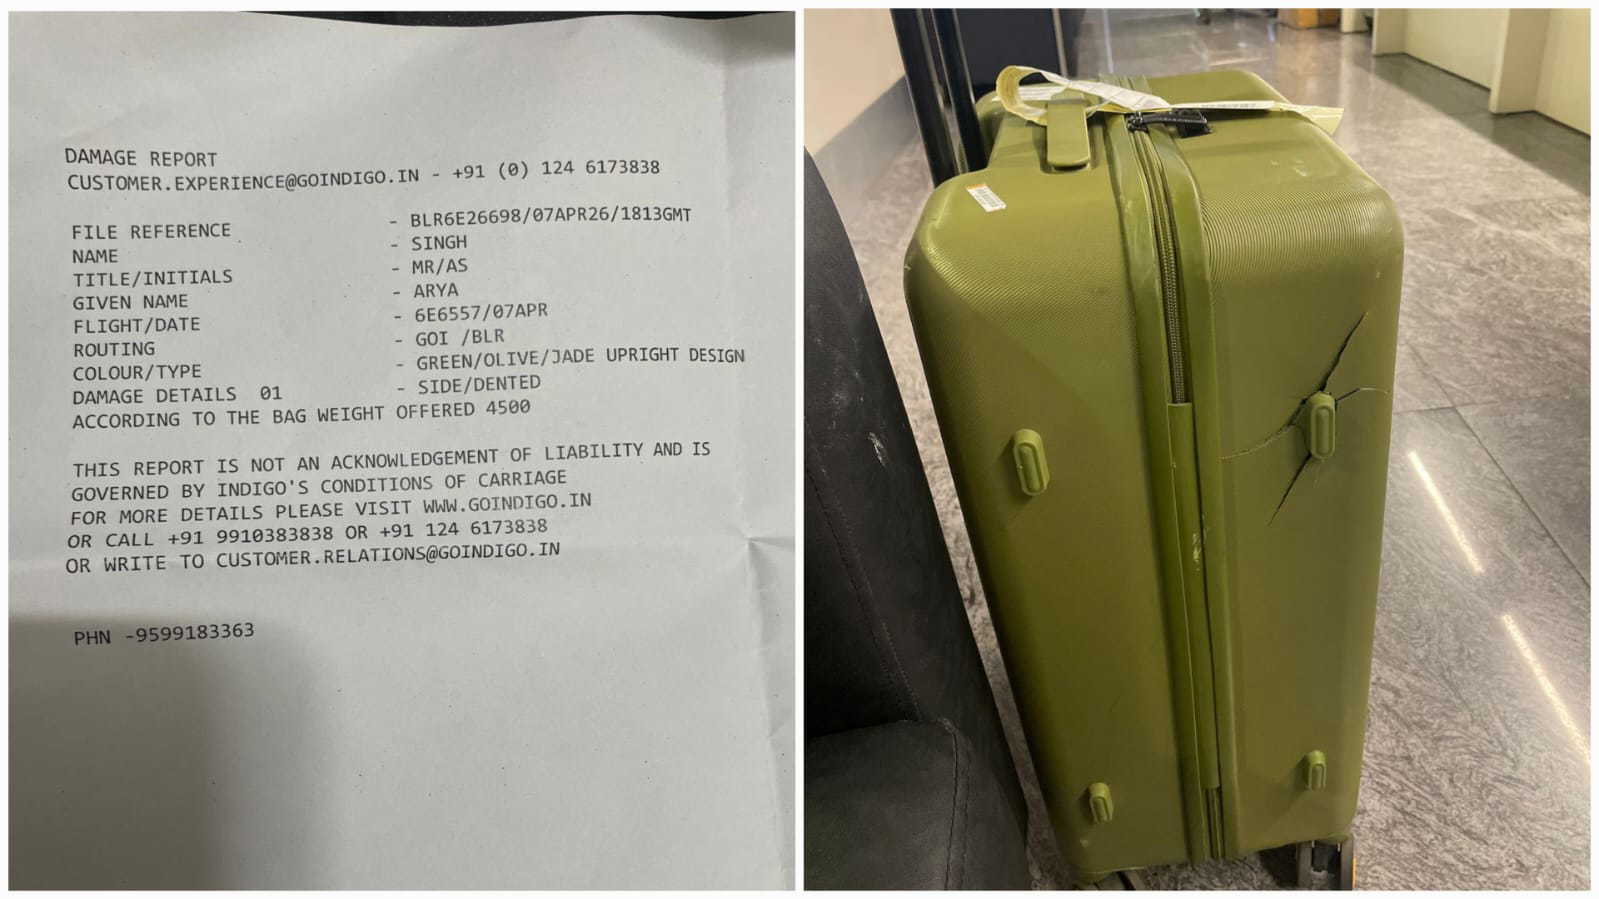 DAMAGE REPORT
CUSTOMER.EXPERIENCE@GOINDIGO.IN - +91 (0) 124 6173838
FILE REFERENCE - BLR6E26698/07APR26/1813GMT
NAME - SINGH
TITLE/INITIALS - MR/AS
GIVEN NAME - ARYA
FLIGHT/DATE - 6E6557/07APR
ROUTING - GOI /BLR
COLOUR/TYPE - GREEN/OLIVE/JADE UPRIGHT DESIGN
DAMAGE DETAILS 01 - SIDE/DENTED
ACCORDING TO THE BAG WEIGHT OFFERED 4500
THIS REPORT IS NOT AN ACKNOWLEDGEMENT OF LIABILITY AND IS
GOVERNED BY INDIGO'S CONDITIONS OF CARRIAGE
FOR MORE DETAILS PLEASE VISIT WWW.GOINDIGO.IN
OR CALL +91 9910383838 OR +91 124 6173838
OR WRITE TO CUSTOMER.RELATIONS@GOINDIGO.IN
PHN -9599183363